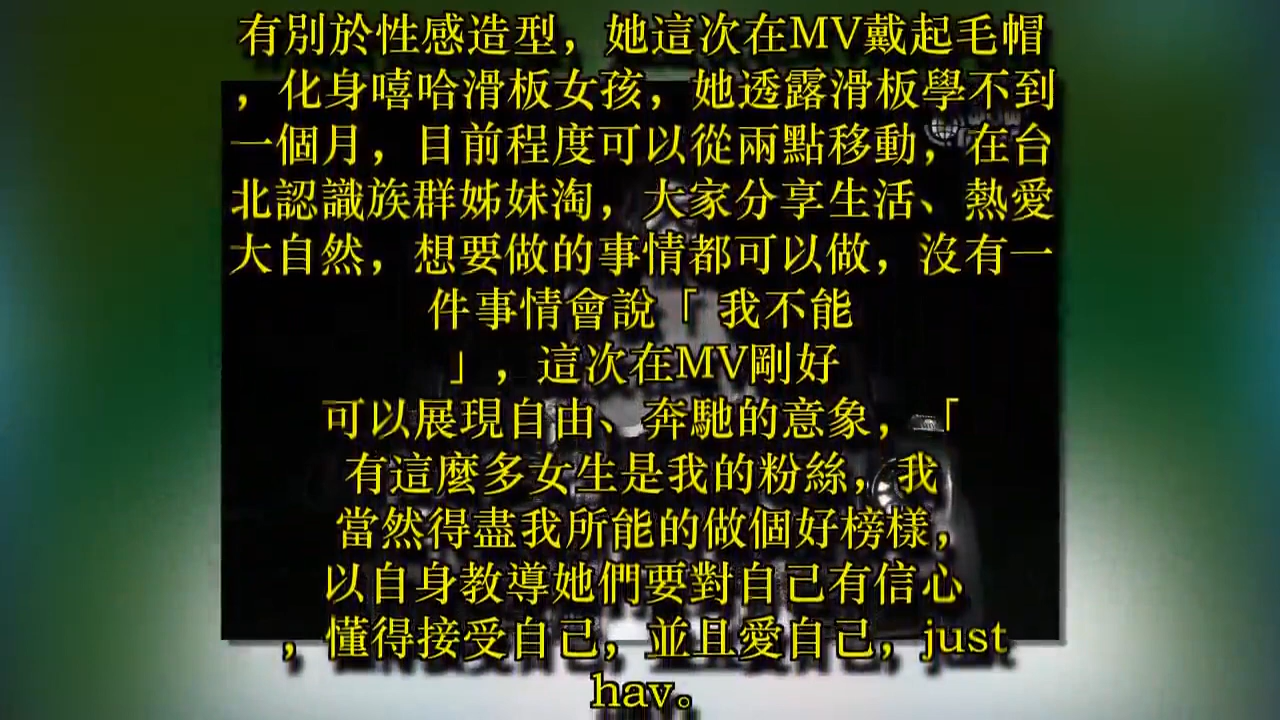 有別於性感造型，她這次在MV戴起毛帽
，化身嘻哈滑板女孩，她透露滑板學不到
一個月，目前程度可以從兩點移動，在台
北認識族群姊妹淘，大家分享生活、熱愛
大自然，想要做的事情都可以做，沒有一
件事情會說「 我不能
」，這次在MV剛好
可以展現自由、奔馳的意象，「
有這麼多女生是我的粉絲，我
當然得盡我所能的做個好榜樣，
以自身教導她們要對自己有信心
，懂得接受自己，並且愛自己，just
hav。